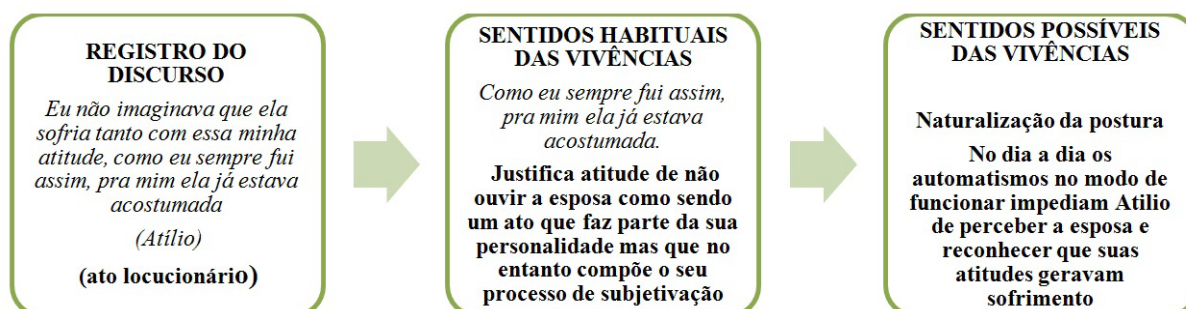 REGISTRO DO
DISCURSO
Eu não imaginava que ela
sofria tanto com essa minha
atitude, como eu sempre fui
assim, pra mim ela já estava
acostumada
(Atílio)
(ato locucionário)
SENTIDOS HABITUAIS
DAS VIVÊNCIAS
Como eu sempre fui assim,
pra mim ela já estava
acostumada.
Justifica atitude de não
ouvir a esposa como sendo
um ato que faz parte da sua
personalidade mas que no
entanto compõe o seu
processo de subjetivação
SENTIDOS POSSÍVEIS
DAS VIVÊNCIAS
Naturalização da postura
No dia a dia os
automatismos no modo de
funcionar impediam Atilio
de perceber a esposa e
reconhecer que suas
atitudes geravam
sofrimento